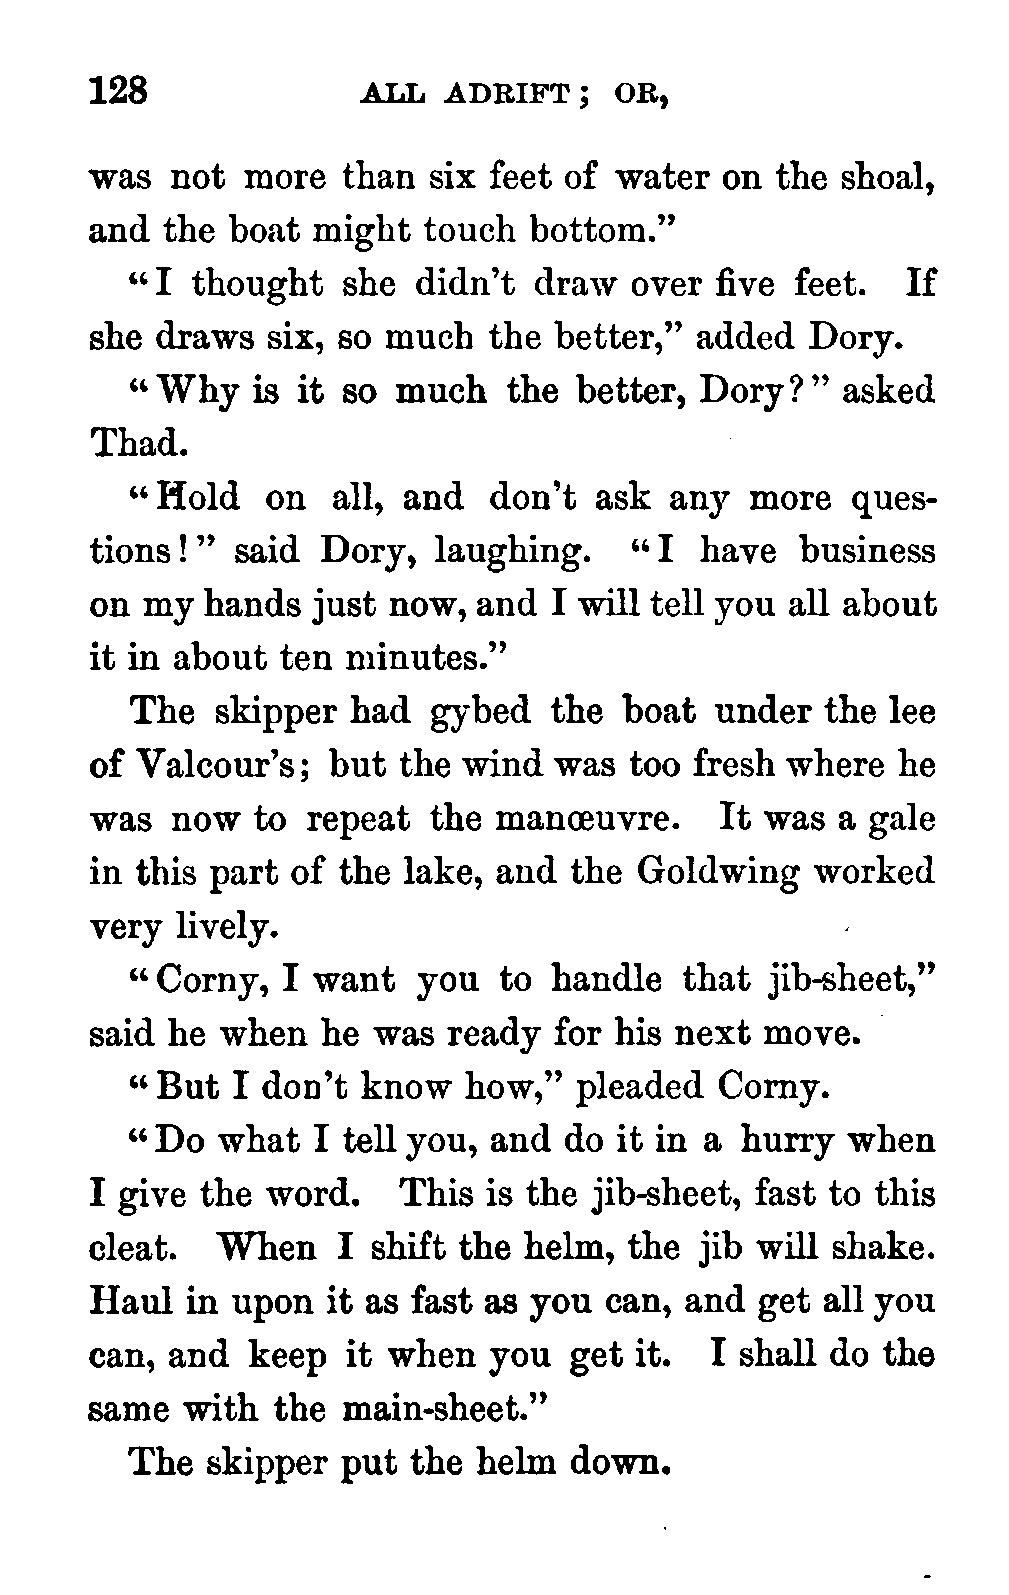 128 ALL ADRIFT; OR,
was not more than six feet of water on the shoal,
and the boat might touch bottom.”
“I thought she didn’t draw over five feet. If
she draws six, so much the better,” added Dory.
“Why is it so much the better, Dory?” asked
Thad.
“Hold on all, and don’t ask any more ques-
tions!” said Dory, laughing. “I have business
on my hands just now, and I will tell you all about
it in about ten minutes.”
The skipper had gybed the boat under the lee
of Valcour’s; but the wind was too fresh where he
was now to repeat the manœuvre. It was a gale
in this part of the lake, and the Goldwing worked
very lively.
“Corny, I want you to handle that jib-sheet,”
said he when he was ready for his next move.
“But I don’t know how,” pleaded Corny.
“Do what I tell you, and do it in a hurry when
I give the word. This is the jib-sheet, fast to this
cleat. When I shift the helm, the jib will shake.
Haul in upon it as fast as you can, and get all you
can, and keep it when you get it. I shall do the
same with the main-sheet.”
The skipper put the helm down.